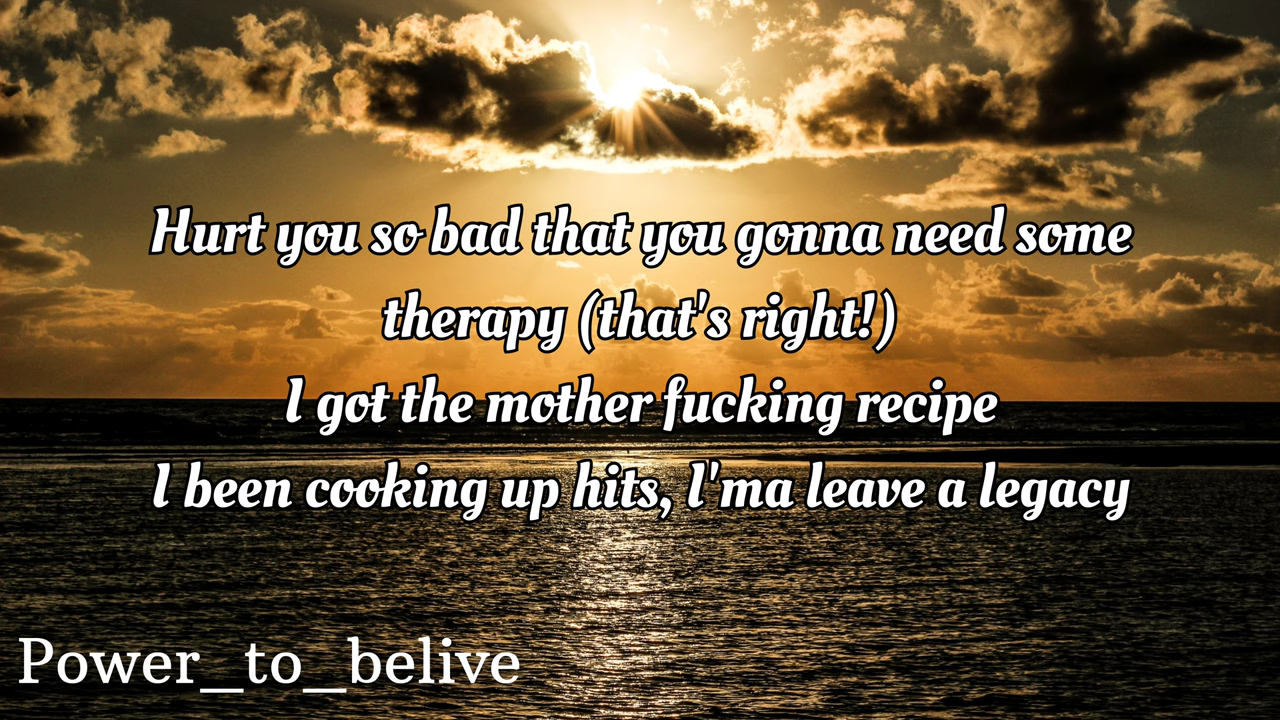 Hurt you so bad that you gonna need some
therapy (that's right!)
I got the mother fucking recipe
I been cooking up hits, I'ma leave a legacy
Power_to_belive